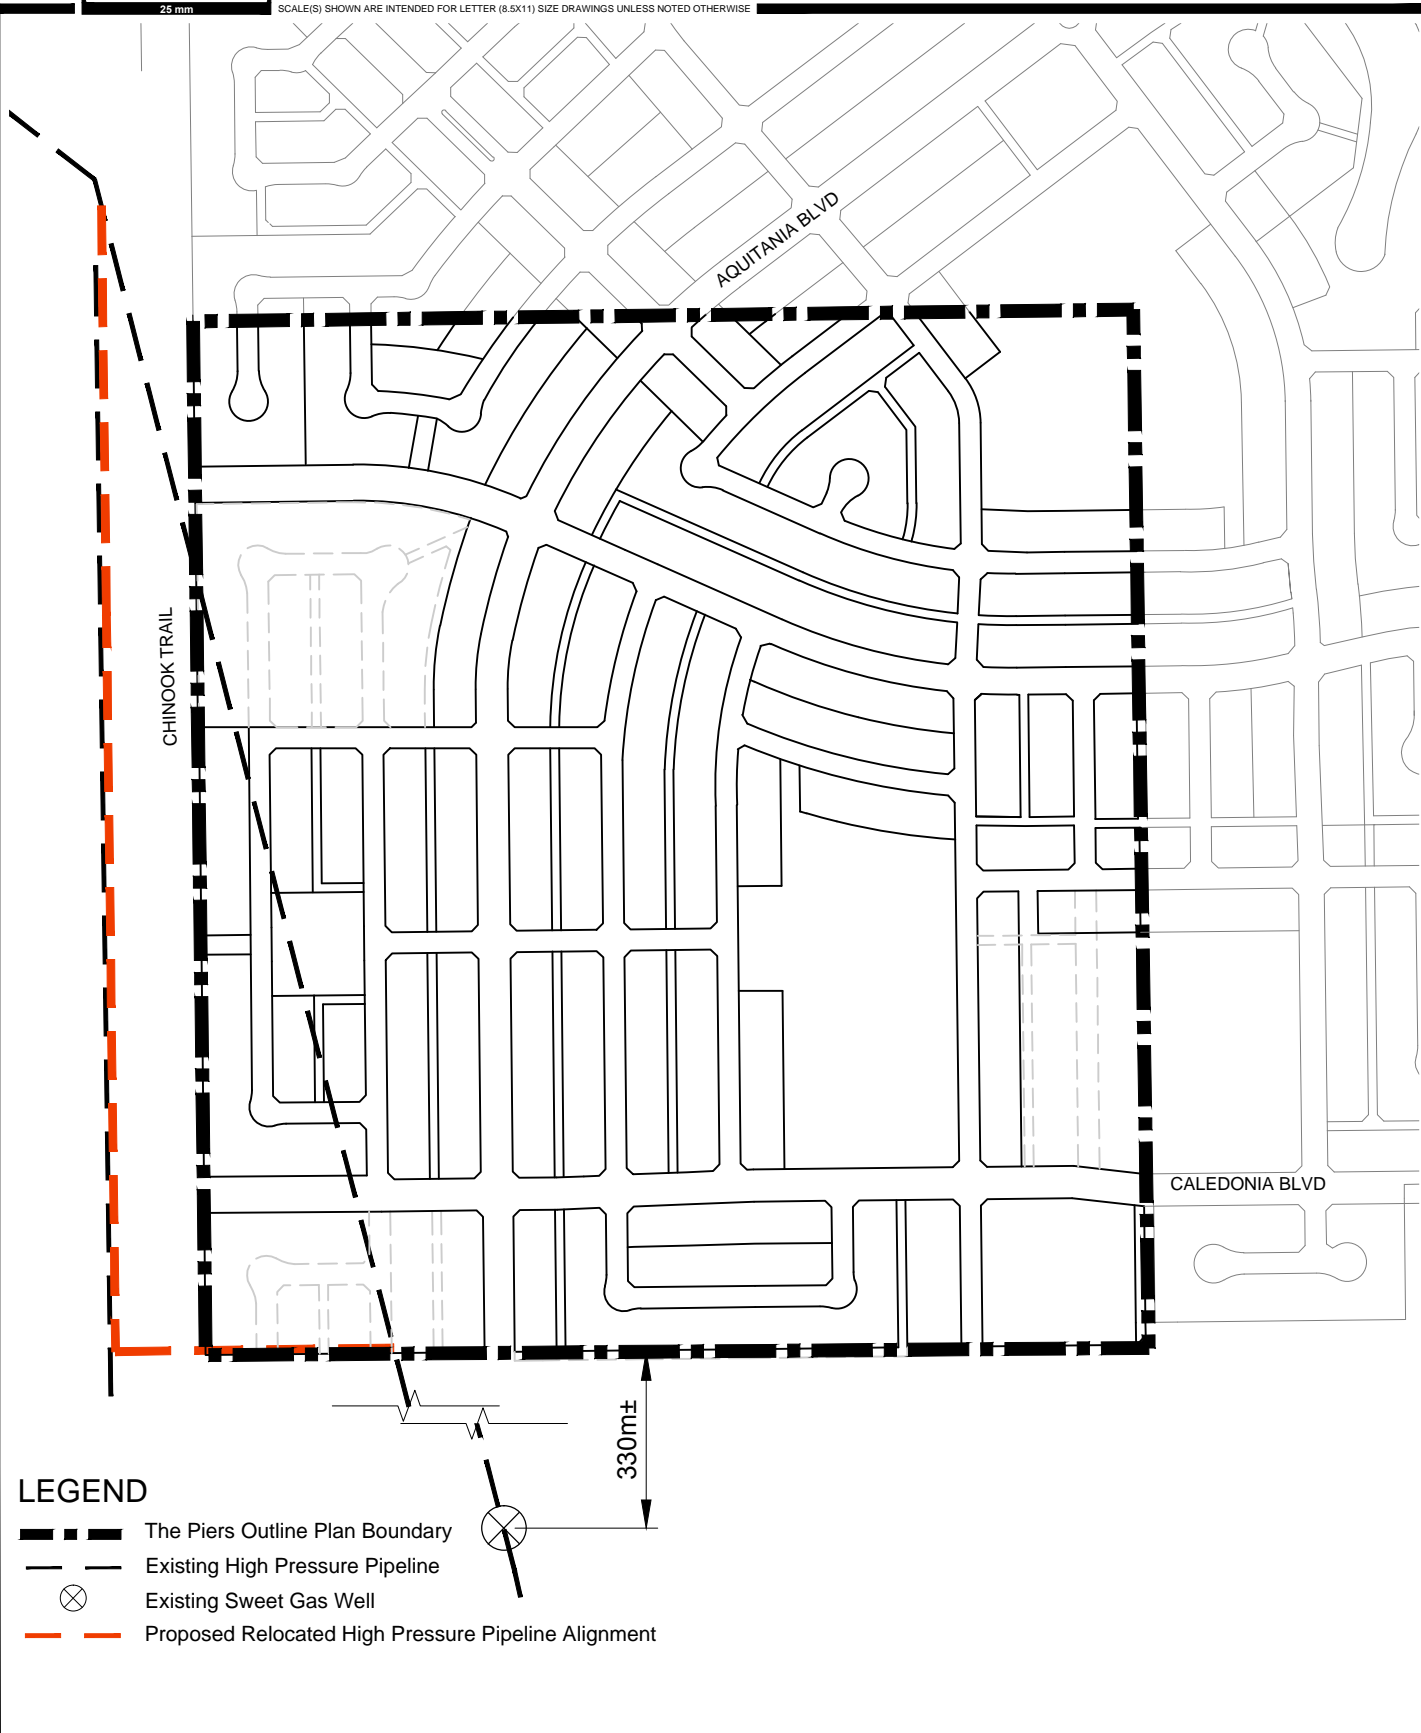 25 mm
SCALE(S) SHOWN ARE INTENDED FOR LETTER (8.5X11) SIZE DRAWINGS UNLESS NOTED OTHERWISE
AQUITANIA BLVD
CHINOOK TRAIL
CALEDONIA BLVD
330m±
LEGEND
The Piers Outline Plan Boundary
Existing High Pressure Pipeline
Existing Sweet Gas Well
Proposed Relocated High Pressure Pipeline Alignment